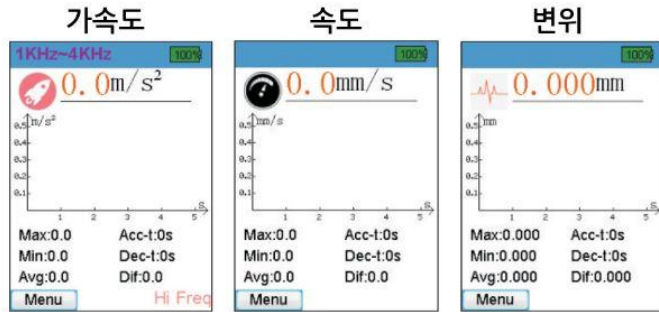 가속도
1KHz~4KHz 100%
0.0m/s²
m/s²
0.5
0.4
0.3
0.2
0.1
1 2 3 4 5 S
Max:0.0 Acc-t:0s
Min:0.0 Dec-t:0s
Avg:0.0 Dif:0.0
Menu Hi Freq
속도
100%
0.0mm/s
mm/s
0.5
0.4
0.3
0.2
0.1
1 2 3 4 5 S
Max:0.0 Acc-t:0s
Min:0.0 Dec-t:0s
Avg:0.0 Dif:0.0
Menu
변위
100%
0.000mm
mm
0.5
0.4
0.3
0.2
0.1
1 2 3 4 5 S
Max:0.000 Acc-t:0s
Min:0.000 Dec-t:0s
Avg:0.000 Dif:0.000
Menu